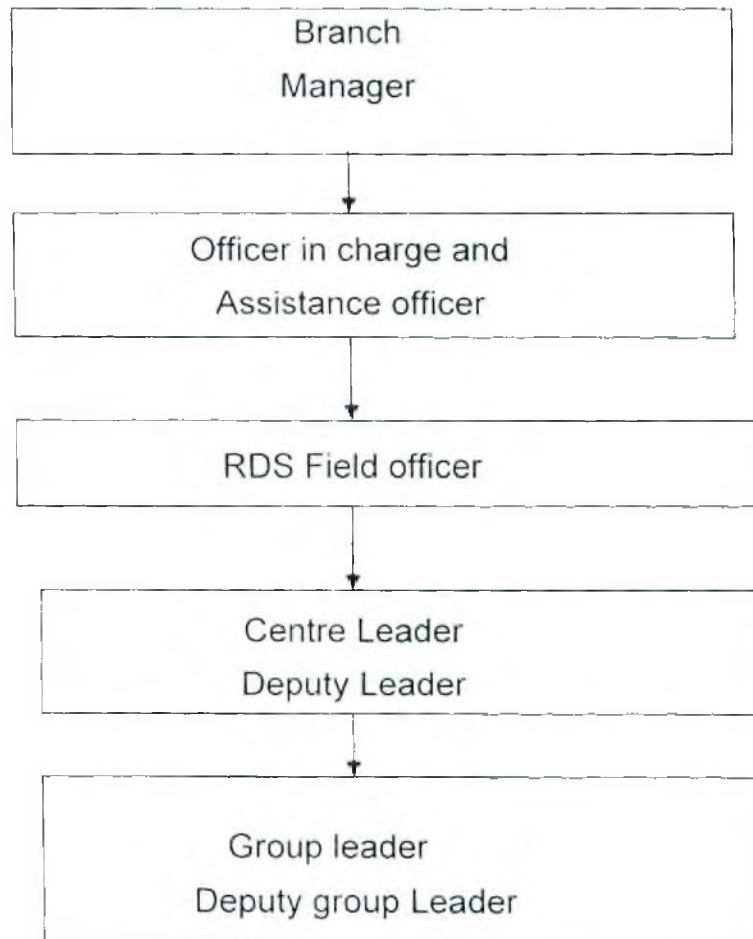 Branch
Manager
Officer in charge and
Assistance officer
RDS Field officer
Centre Leader
Deputy Leader
Group leader
Deputy group Leader